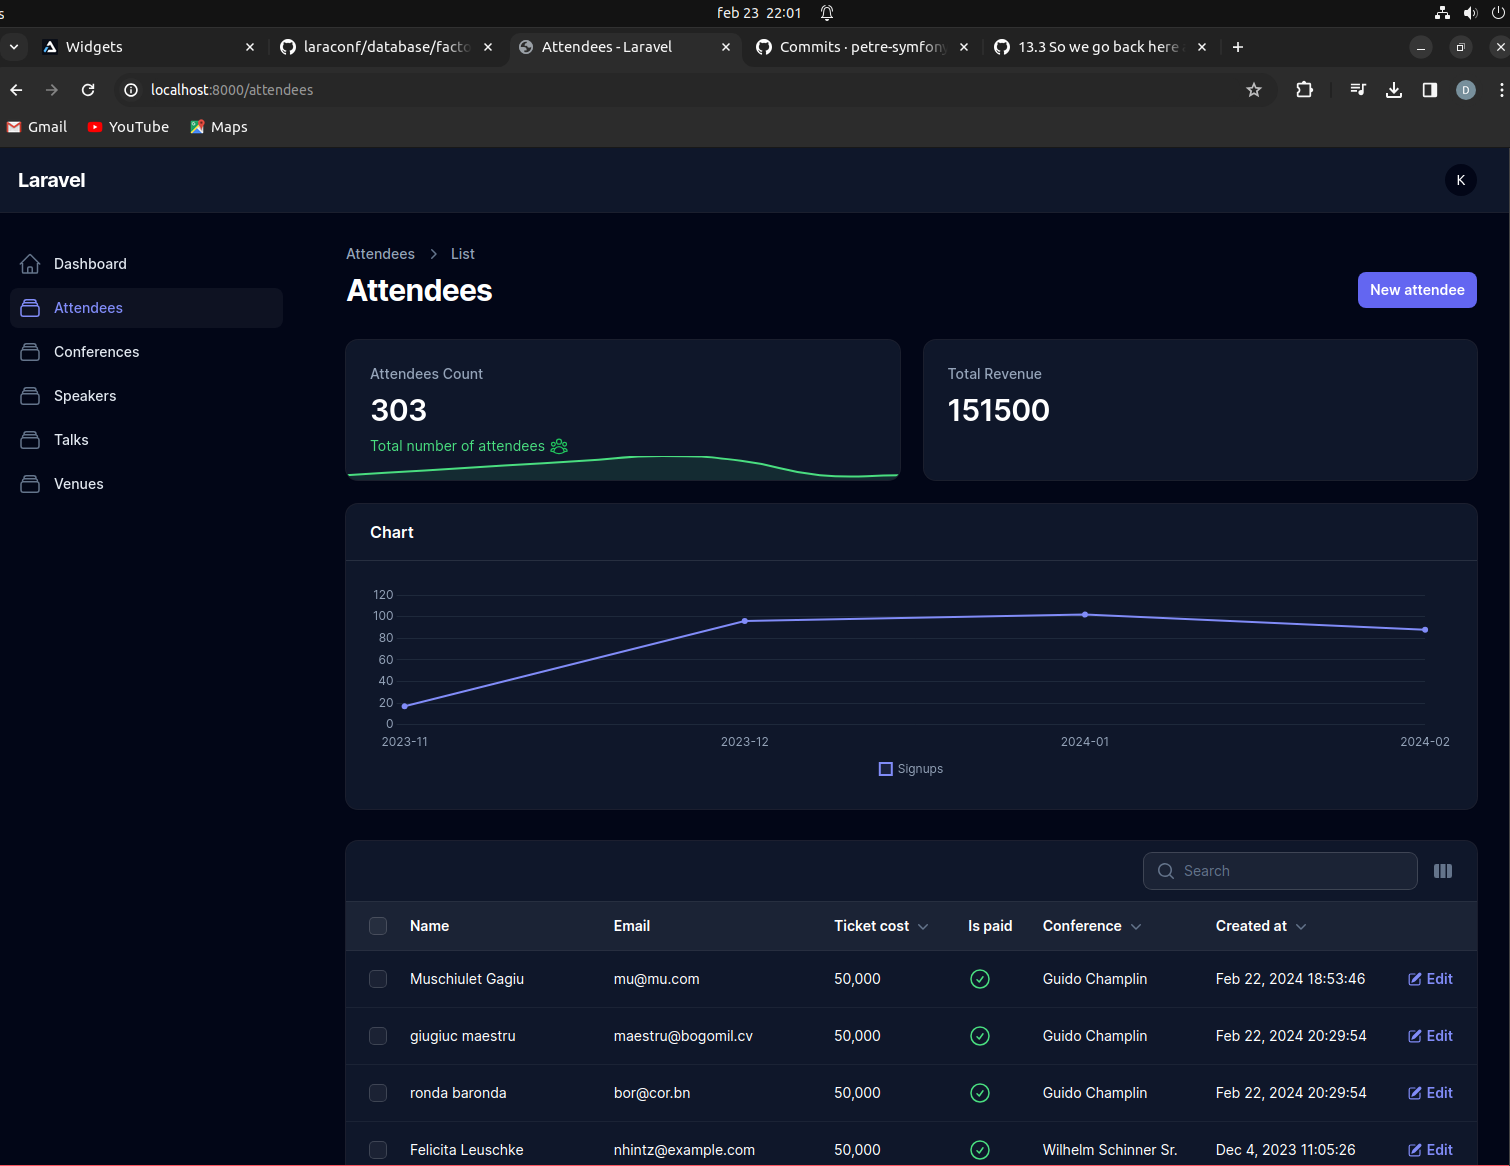 s
feb 23 22:01
Widgets
laraconf/database/facto
Attendees - Laravel
Commits · petre-symfony
13.3 So we go back here a
localhost:8000/attendees
D
Gmail
YouTube
Maps
Laravel
K
Dashboard
Attendees
Conferences
Speakers
Talks
Venues
Attendees > List
Attendees
New attendee
Attendees Count
303
Total number of attendees
Total Revenue
151500
Chart
120
100
80
60
40
20
0
2023-11 2023-12 2024-01 2024-02
Signups
Search
Name Email Ticket cost Is paid Conference Created at
Muschiulet Gagiu mu@mu.com 50,000 Guido Champlin Feb 22, 2024 18:53:46 Edit
giugiuc maestru maestru@bogomil.cv 50,000 Guido Champlin Feb 22, 2024 20:29:54 Edit
ronda baronda bor@cor.bn 50,000 Guido Champlin Feb 22, 2024 20:29:54 Edit
Felicita Leuschke nhintz@example.com 50,000 Wilhelm Schinner Sr. Dec 4, 2023 11:05:26 Edit